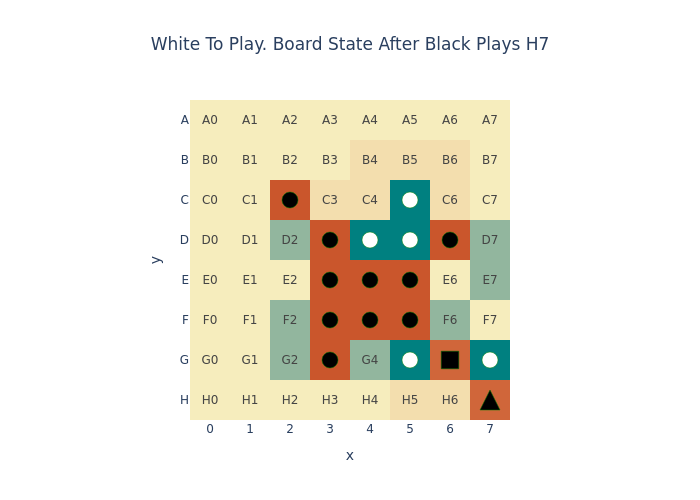 White To Play. Board State After Black Plays H7
A A0 A1 A2 A3 A4 A5 A6 A7
B B0 B1 B2 B3 B4 B5 B6 B7
C C0 C1 C3 C4 C6 C7
D D0 D1 D2 D7
y
E E0 E1 E2 E6 E7
F F0 F1 F2 F6 F7
G G0 G1 G2 G4
H H0 H1 H2 H3 H4 H5 H6
0 1 2 3 4 5 6 7
x